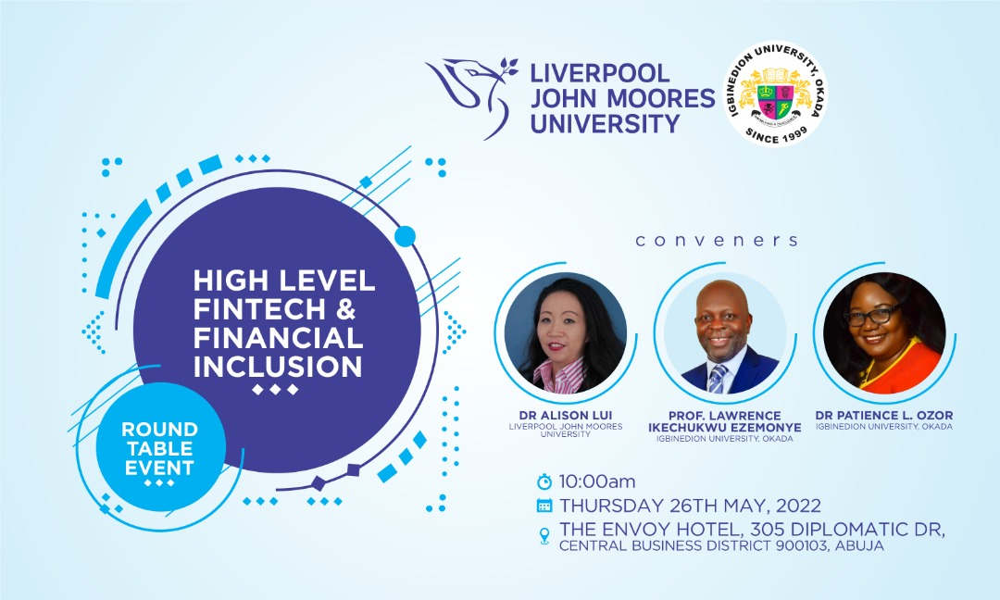 LIVERPOOL
JOHN MOORES
UNIVERSITY
IGBINEDION UNIVERSITY, OKADA
SINCE 1999
HIGH LEVEL
FINTECH &
FINANCIAL
INCLUSION
ROUND
TABLE
EVENT
conveners
DR ALISON LUI
LIVERPOOL JOHN MOORES
UNIVERSITY
PROF. LAWRENCE
IKECHUKWU EZEMONYE
IGBINEDION UNIVERSITY, OKADA
DR PATIENCE L. OZOR
IGBINEDION UNIVERSITY, OKADA
10:00am
THURSDAY 26TH MAY, 2022
THE ENVOY HOTEL, 305 DIPLOMATIC DR,
CENTRAL BUSINESS DISTRICT 900103, ABUJA